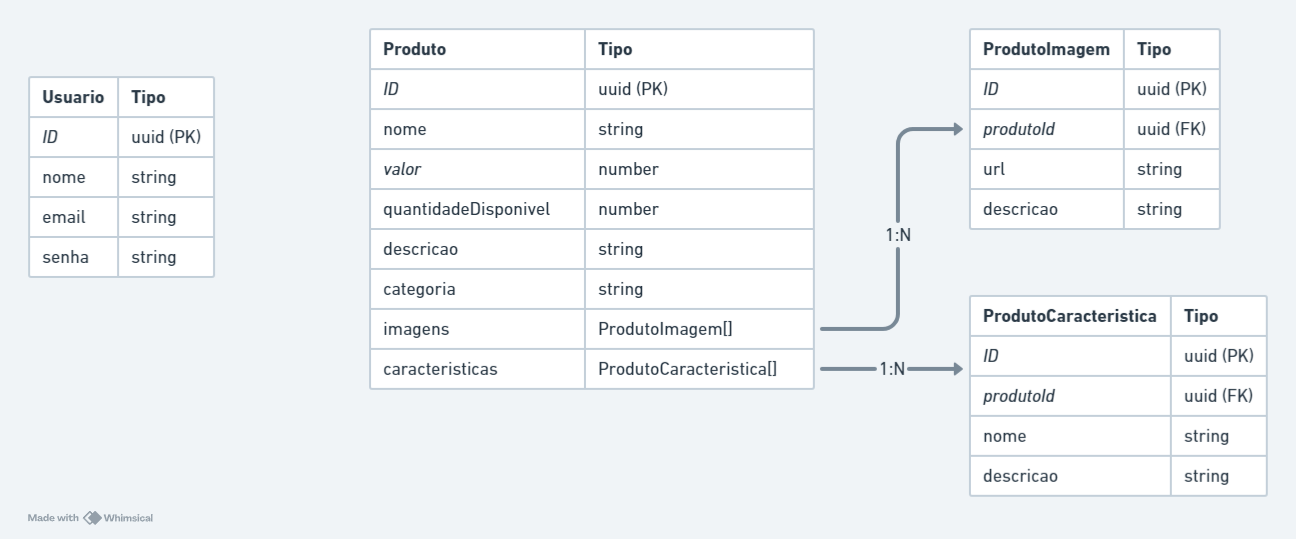 Usuario Tipo
ID uuid (PK)
nome string
email string
senha string
Produto Tipo
ID uuid (PK)
nome string
valor number
quantidadeDisponivel number
descricao string
categoria string
imagens ProdutoImagem[]
caracteristicas ProdutoCaracteristica[]
1:N
1:N
ProdutoImagem Tipo
ID uuid (PK)
produtoId uuid (FK)
url string
descricao string
ProdutoCaracteristica Tipo
ID uuid (PK)
produtoId uuid (FK)
nome string
descricao string
Made with Whimsical